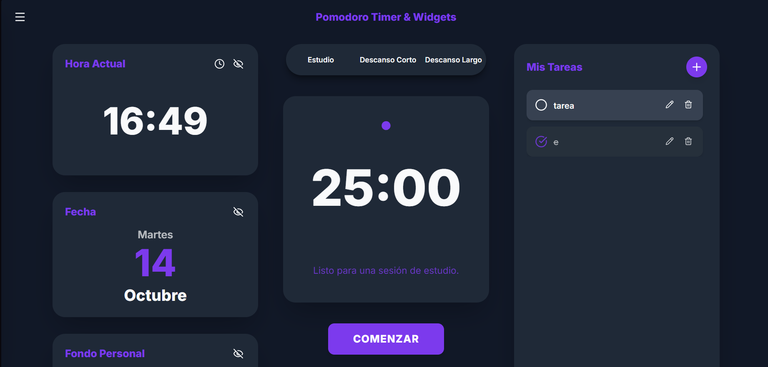 Pomodoro Timer & Widgets
Hora Actual
16:49
Fecha
Martes
14
Octubre
Fondo Personal
Estudio Descanso Corto Descanso Largo
25:00
Listo para una sesión de estudio.
COMENZAR
Mis Tareas
tarea
e